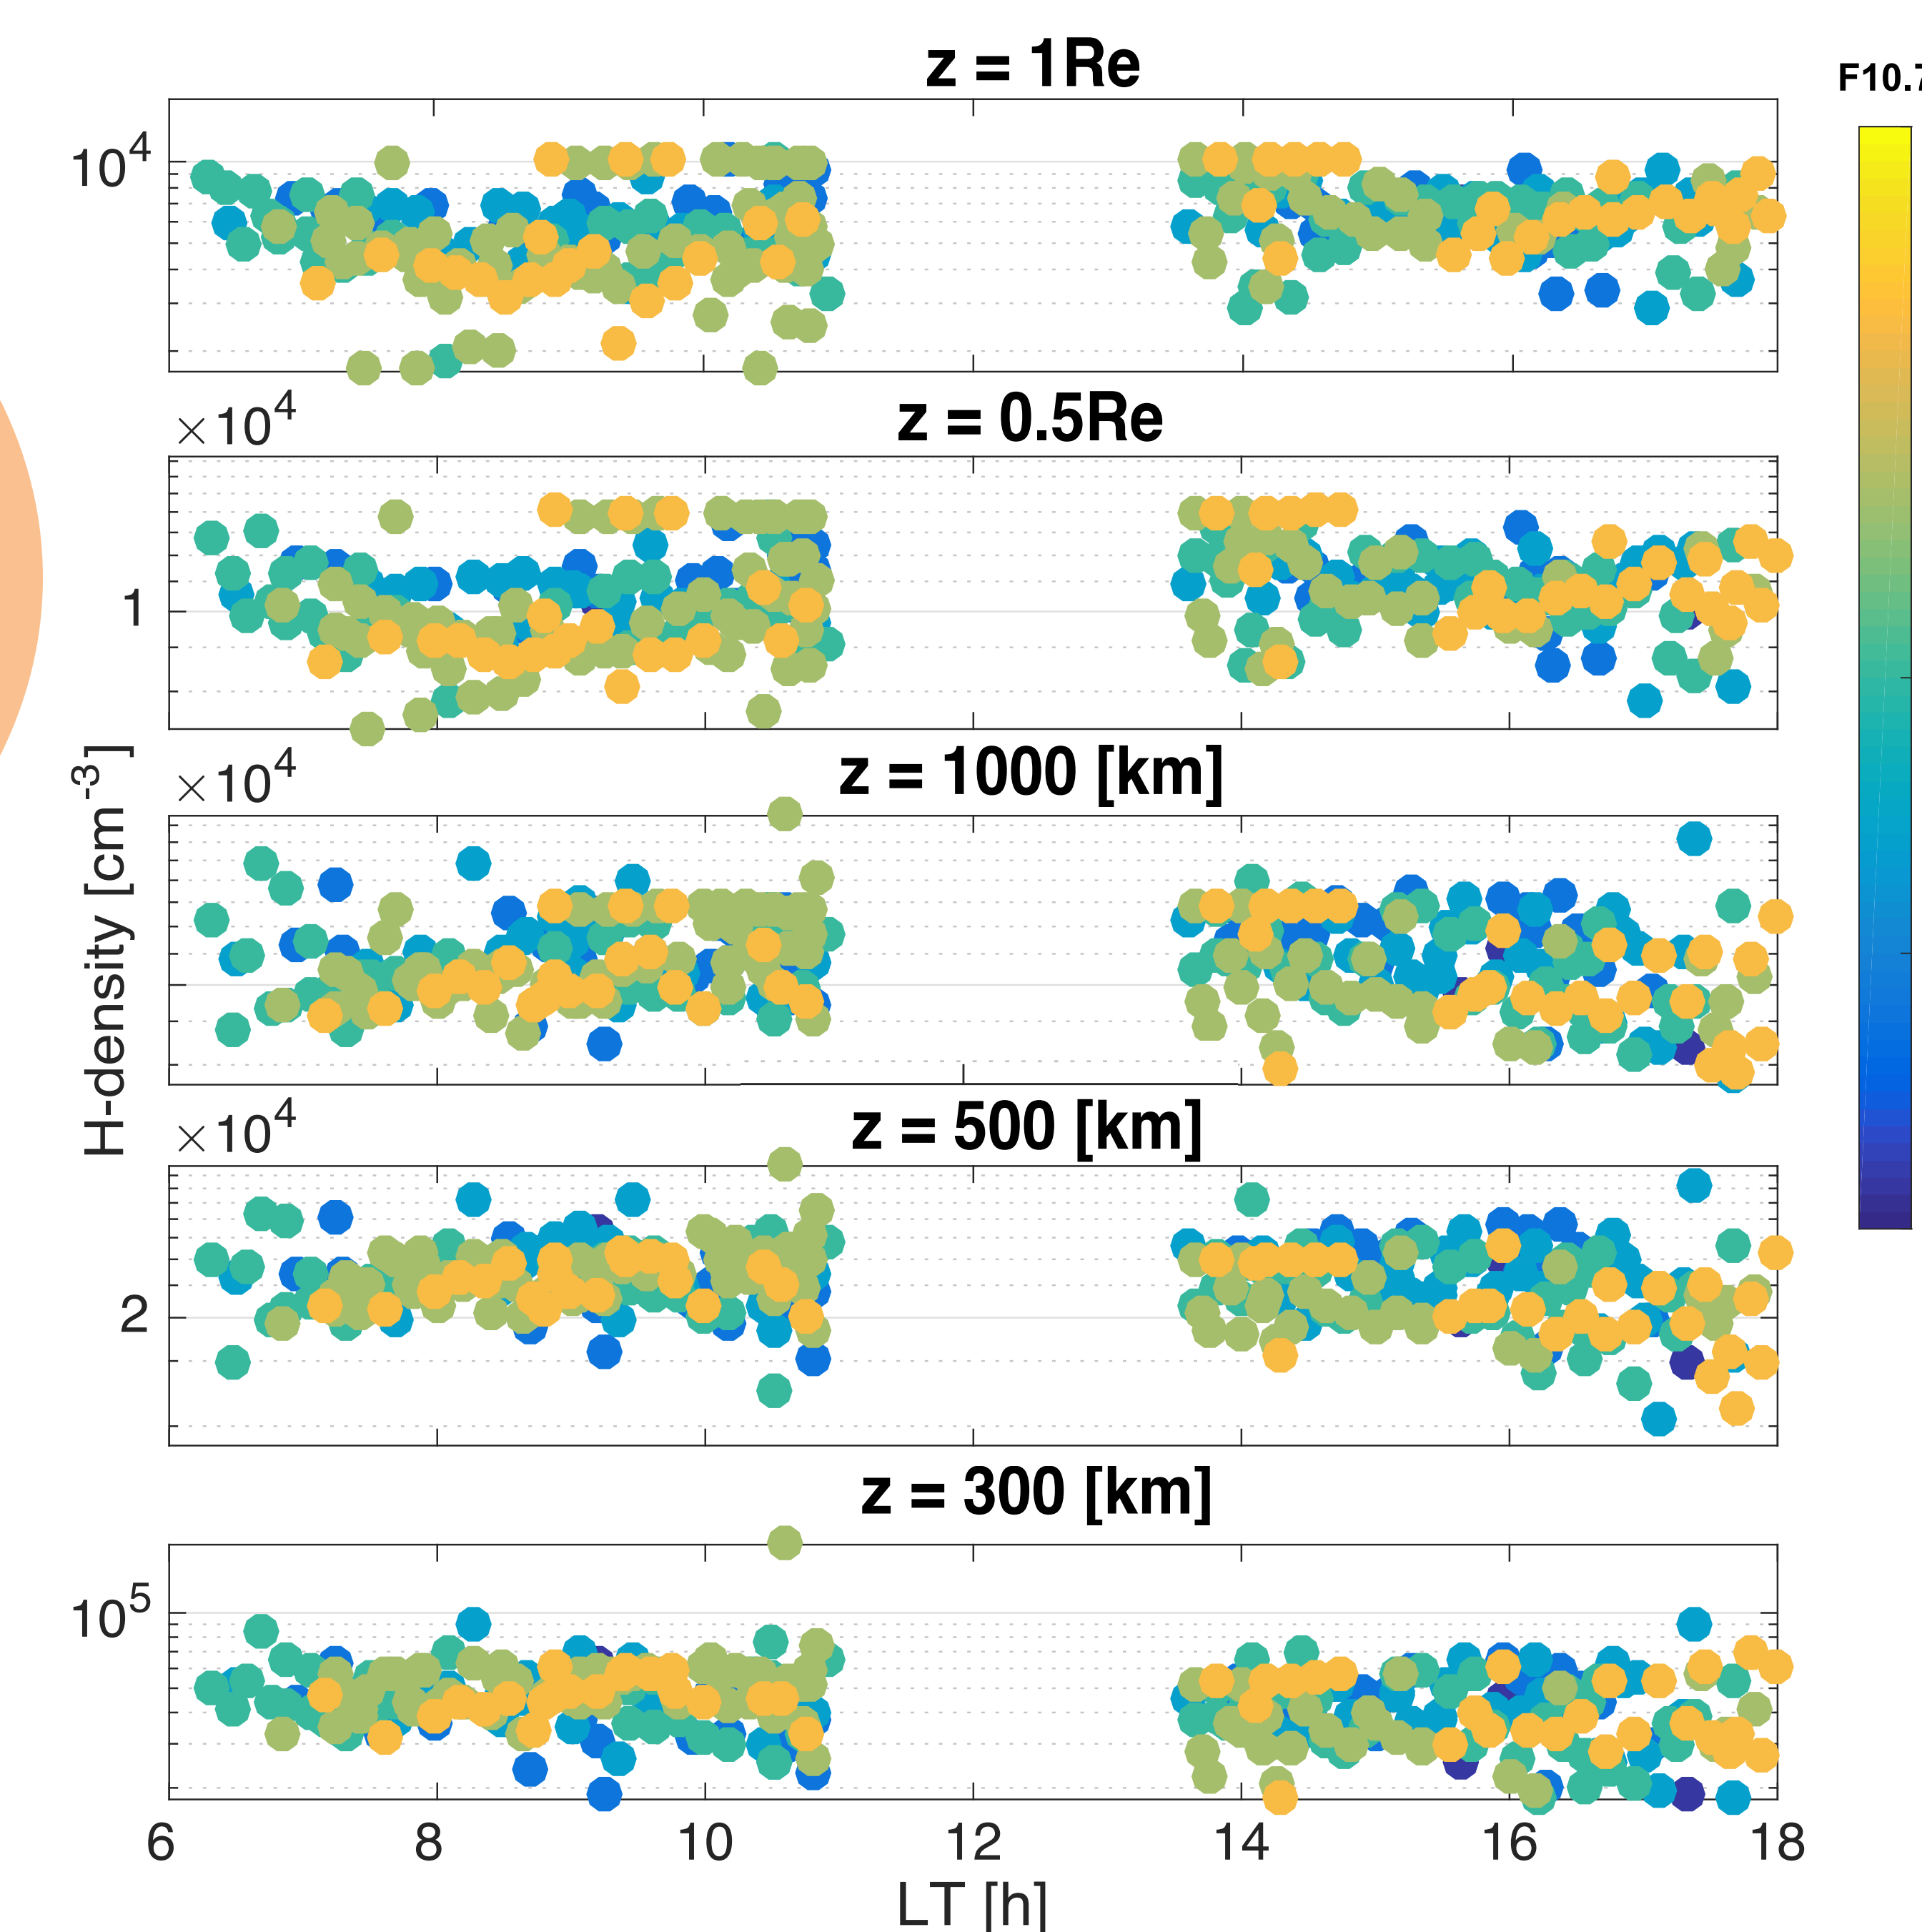 z = 1Re
F10.7
10^4
×10^4
z = 0.5Re
1
×10^4
z = 1000 [km]
H-density [cm^-3]
×10^4
z = 500 [km]
2
z = 300 [km]
10^5
6 8 10 12 14 16 18
LT [h]